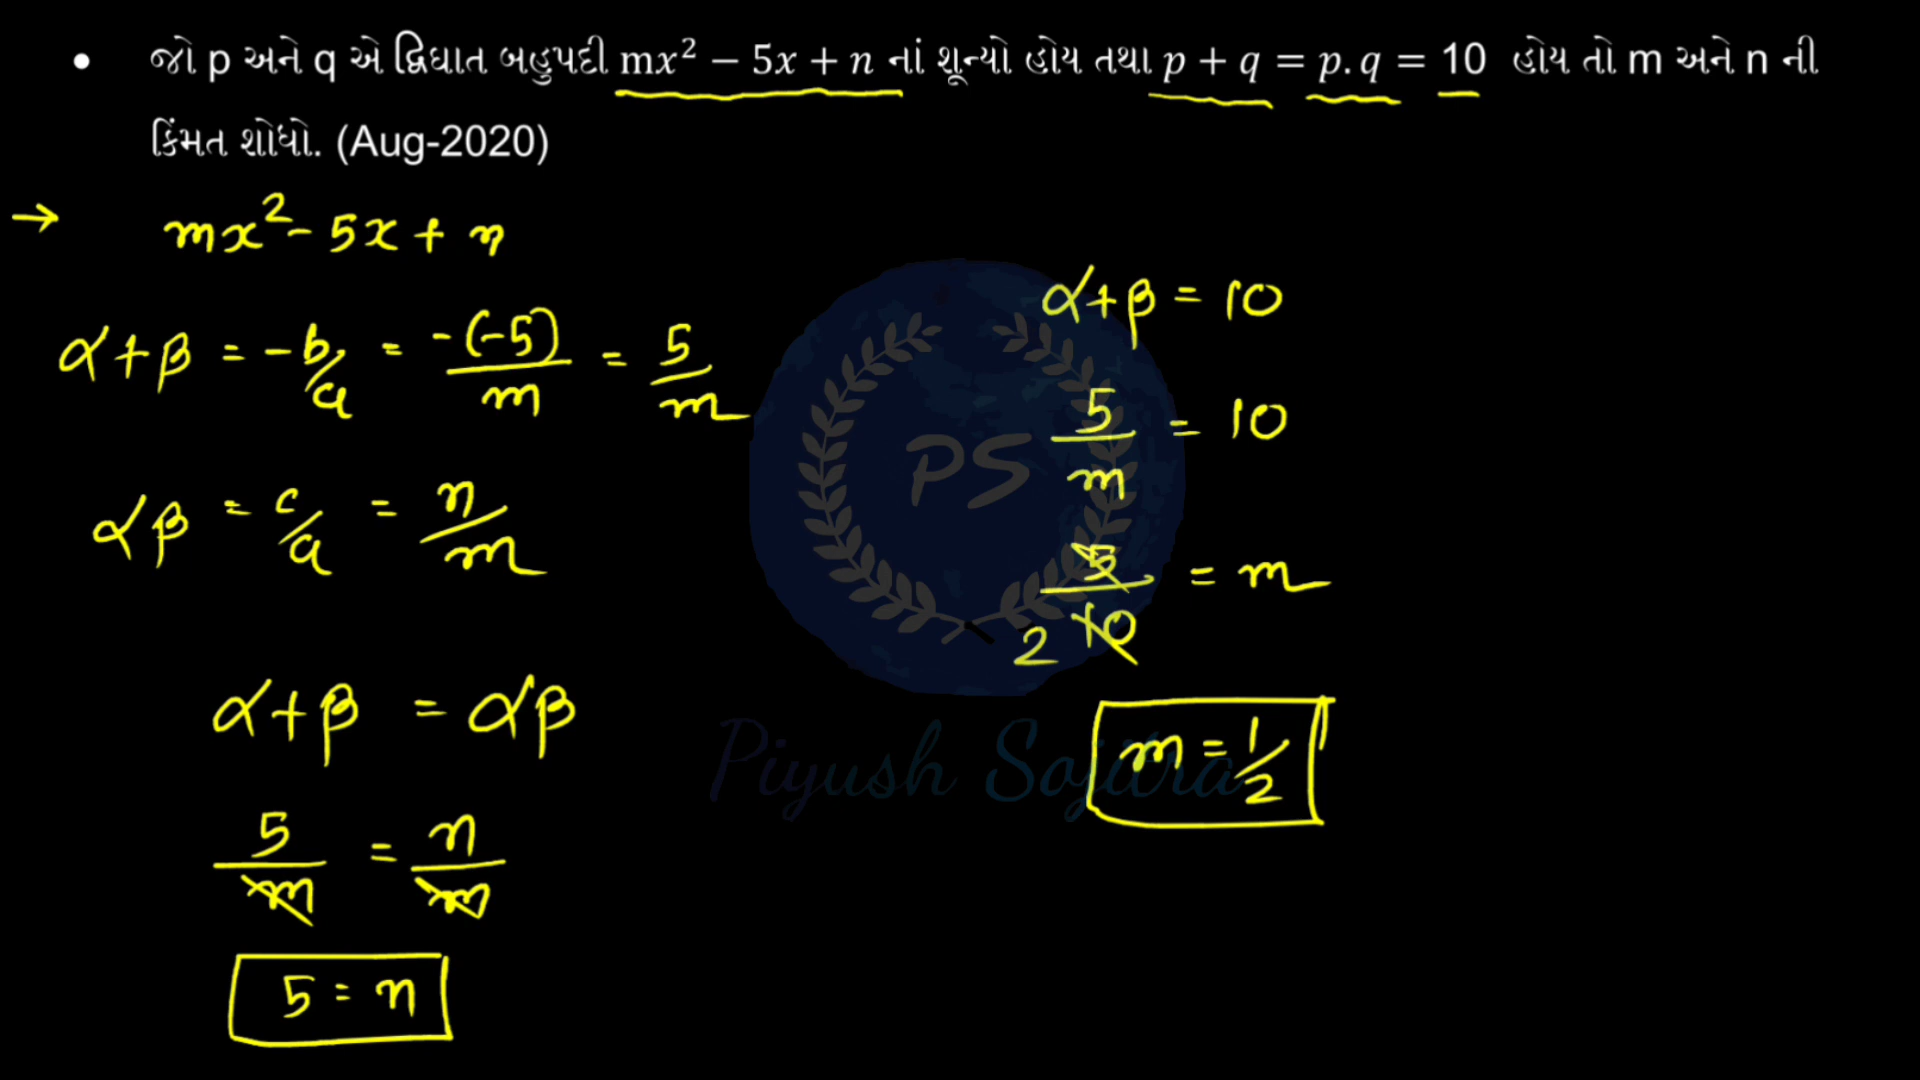 • જો p અને q એ દ્વિઘાત બહુપદી mx² − 5x + n નાં શૂન્યો હોય તથા p + q = p.q = 10 હોય તો m અને n ની
કિંમત શોધો. (Aug-2020)
→ mx² - 5x + n
α+β = -b/a = -(-5)/m = 5/m
αβ = c/a = n/m
α+β = αβ
5/m = n/m
5 = n
α+β = 10
5/m = 10
5/10 = m
2
m = 1/2
PS
Piyush Sojitra